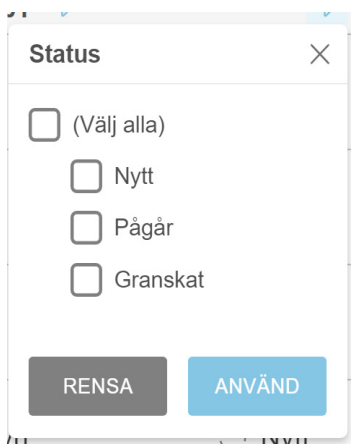 Status
(Välj alla)
Nytt
Pågår
Granskat
RENSA
ANVÄND